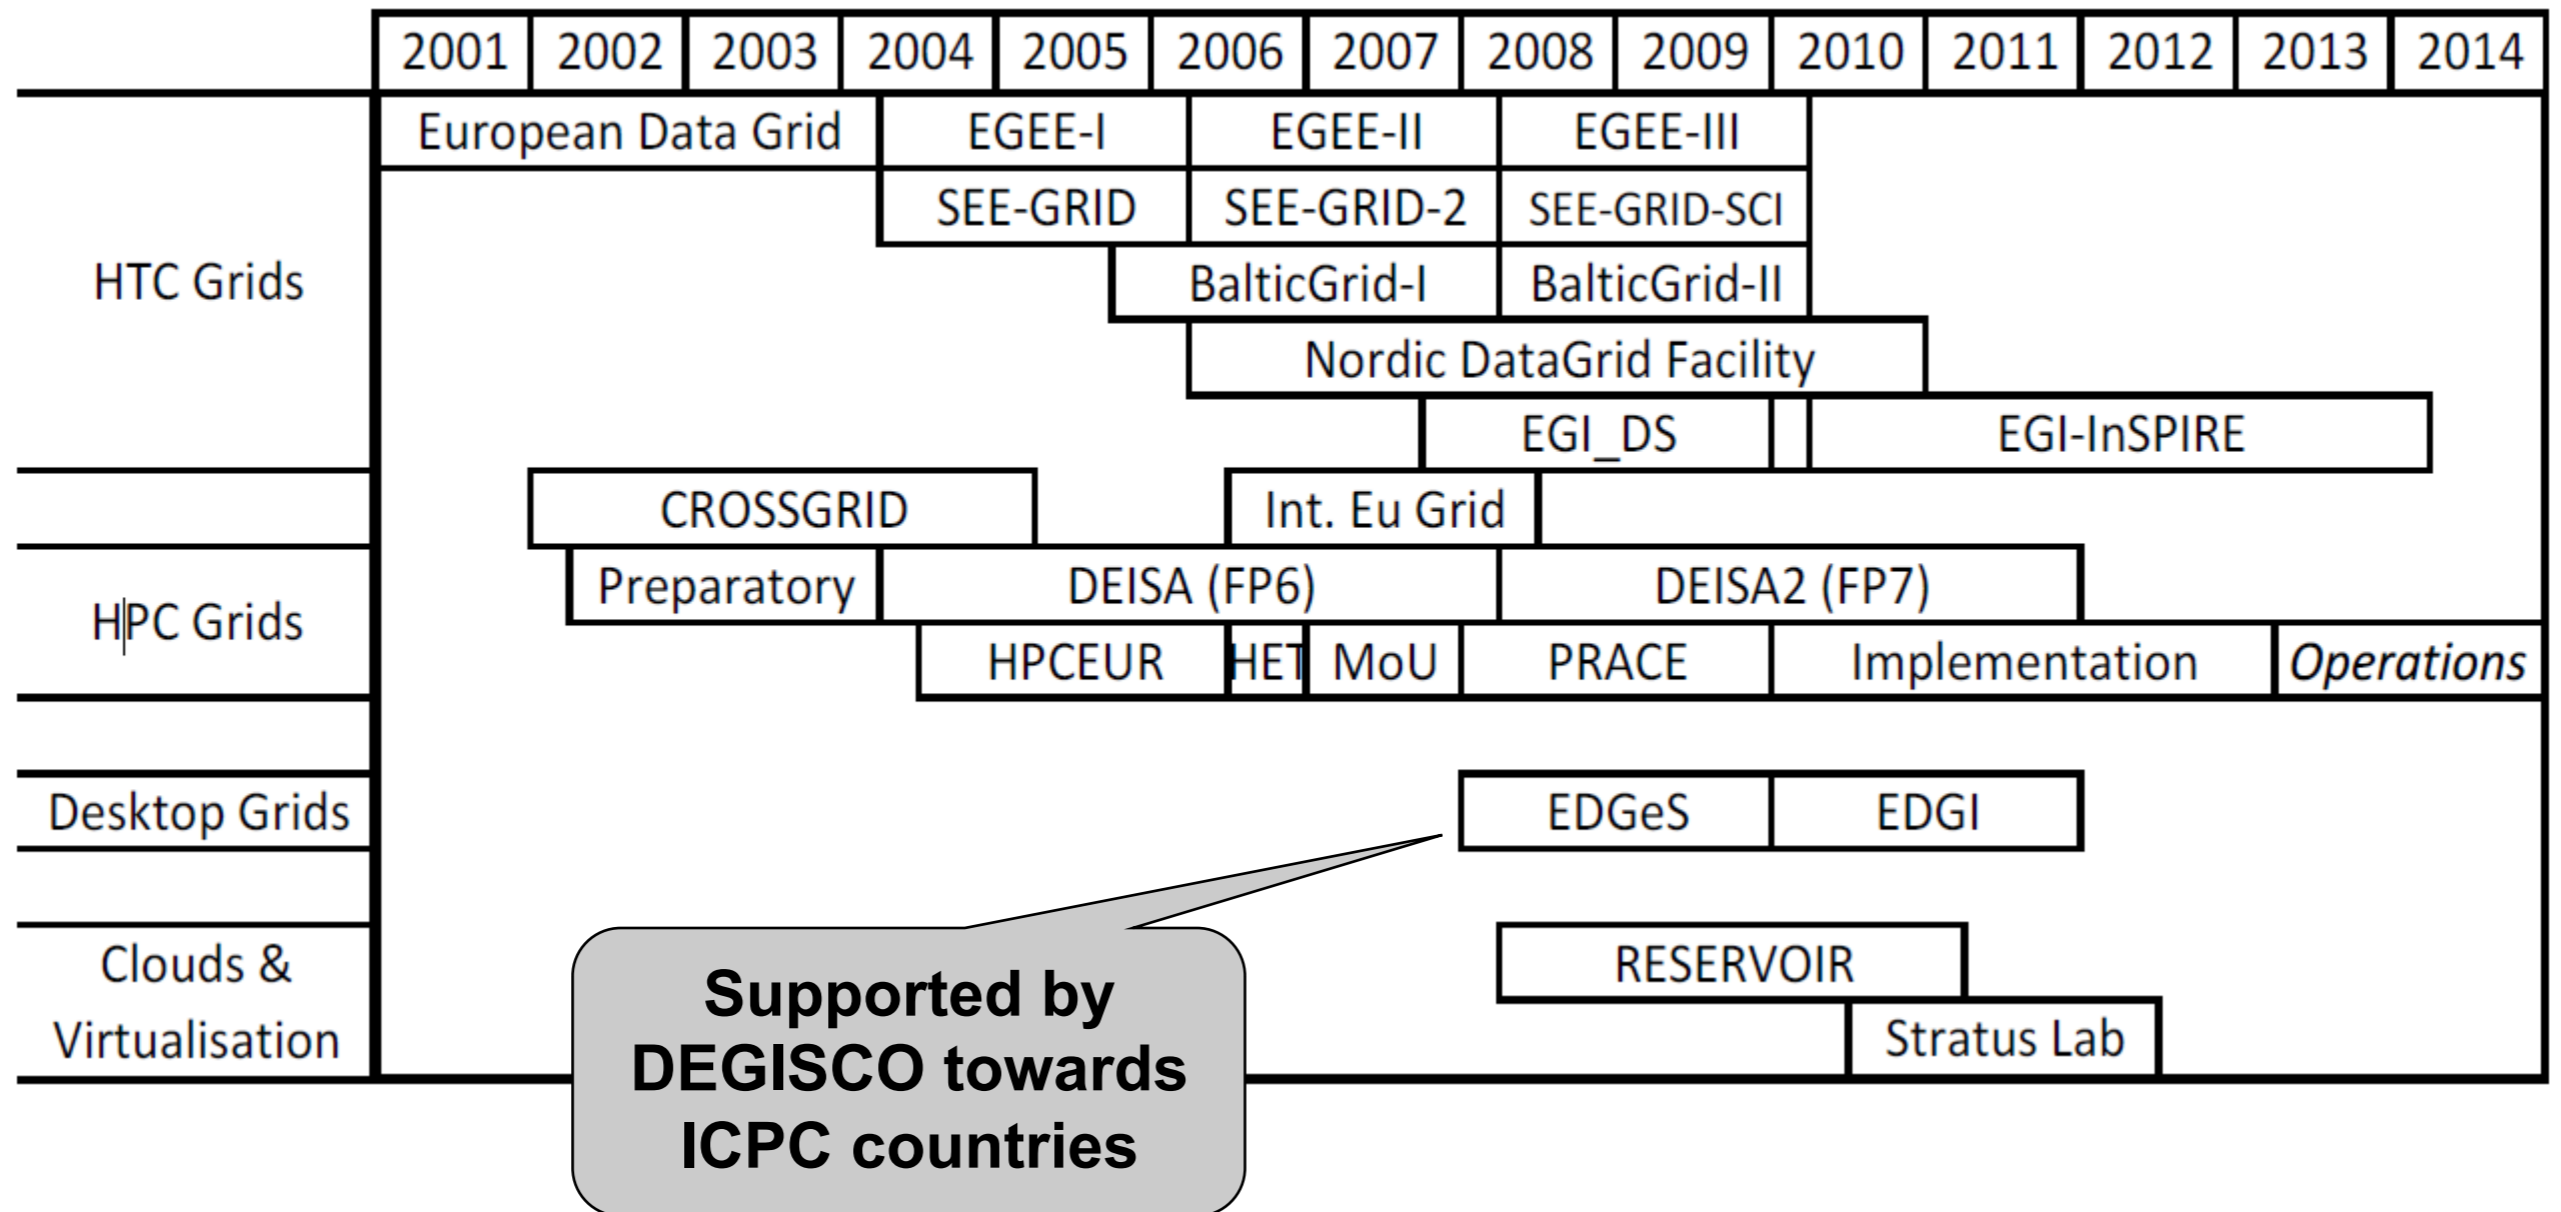 2001 2002 2003 2004 2005 2006 2007 2008 2009 2010 2011 2012 2013 2014
European Data Grid EGEE-I EGEE-II EGEE-III
SEE-GRID SEE-GRID-2 SEE-GRID-SCI
HTC Grids BalticGrid-I BalticGrid-II
Nordic DataGrid Facility
EGI_DS EGI-InSPIRE
CROSSGRID Int. Eu Grid
Preparatory DEISA (FP6) DEISA2 (FP7)
HPC Grids
HPCEUR HET MoU PRACE Implementation Operations
Desktop Grids EDGeS EDGI
Clouds & RESERVOIR
Virtualisation Stratus Lab
Supported by
DEGISCO towards
ICPC countries